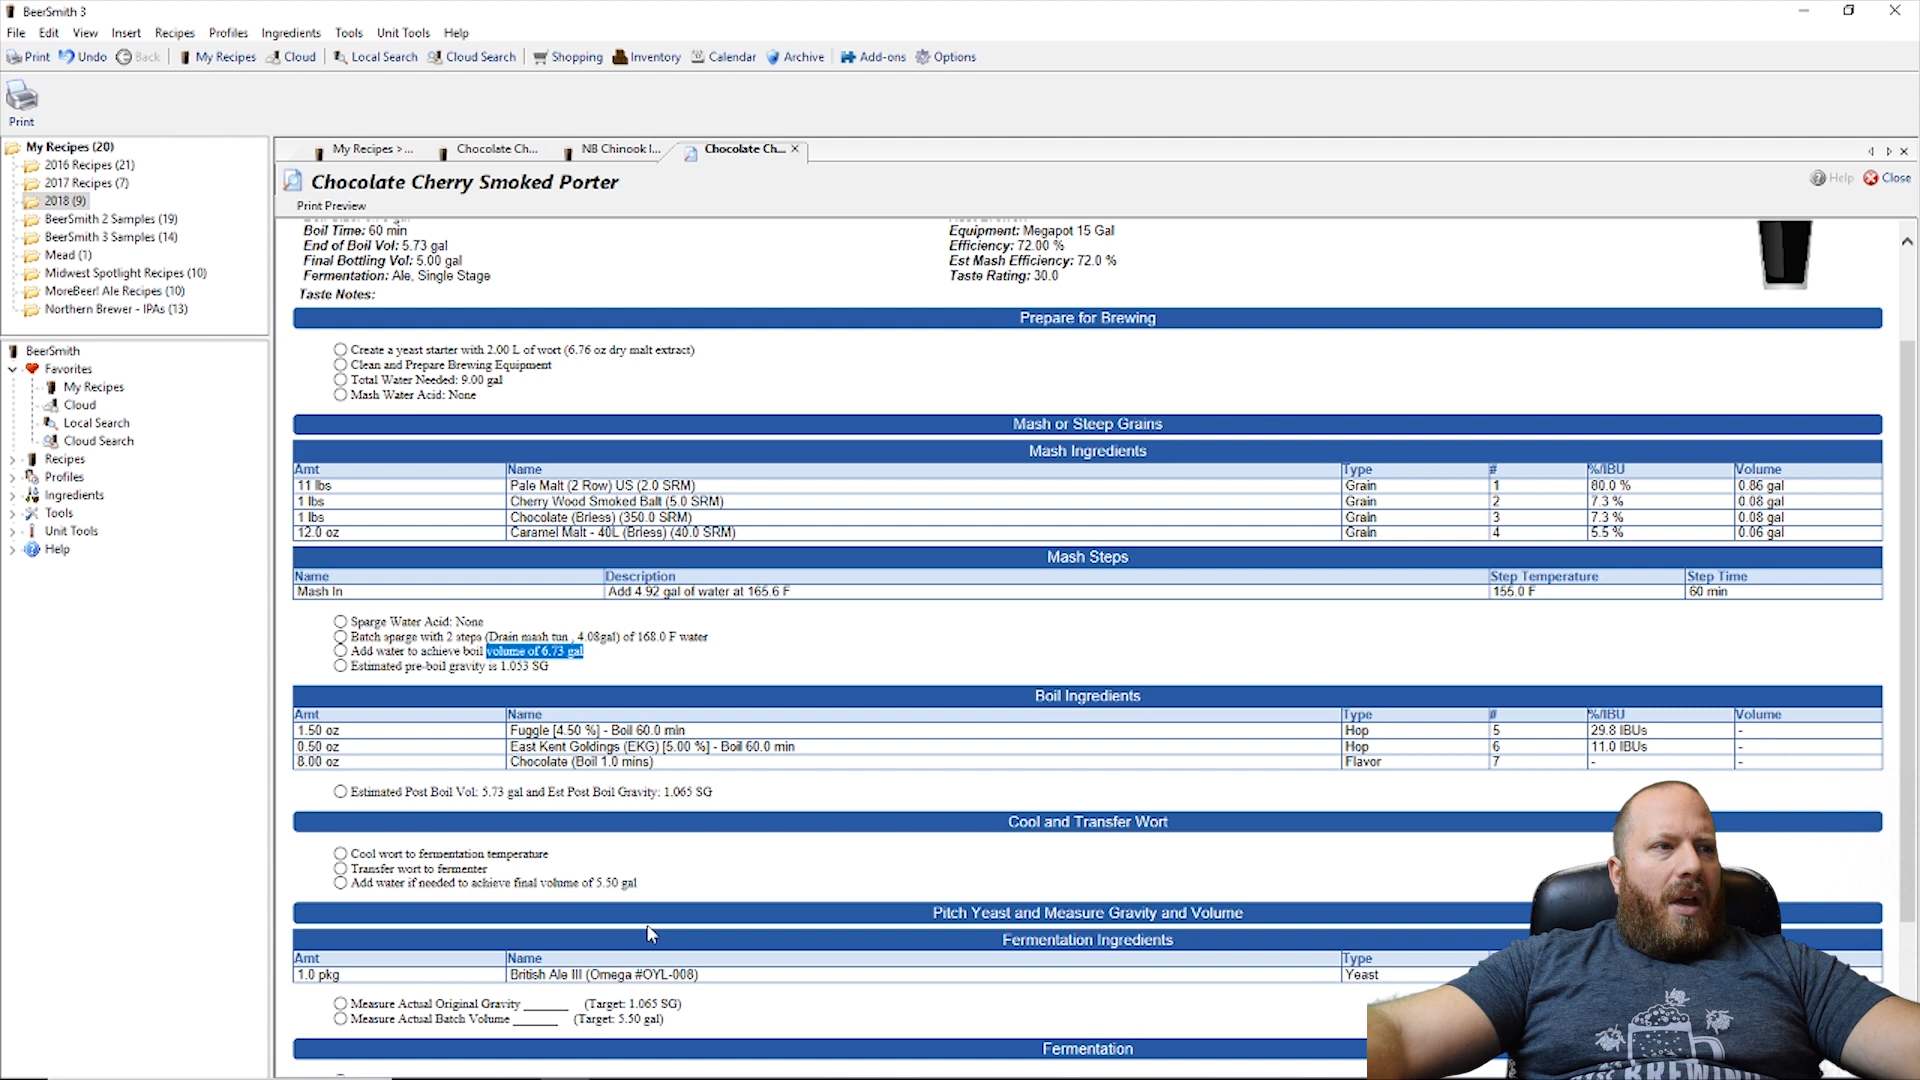 BeerSmith 3
File Edit View Insert Recipes Profiles Ingredients Tools Unit Tools Help
Print Undo Back My Recipes Cloud Local Search Cloud Search Shopping Inventory Calendar Archive Add-ons Options
Print
My Recipes (20)
2016 Recipes (21)
2017 Recipes (7)
2018 (9)
BeerSmith 2 Samples (19)
BeerSmith 3 Samples (14)
Mead (1)
Midwest Spotlight Recipes (10)
MoreBeer! Ale Recipes (10)
Northern Brewer - IPAs (13)
BeerSmith
Favorites
My Recipes
Cloud
Local Search
Cloud Search
Recipes
Profiles
Ingredients
Tools
Unit Tools
Help
My Recipes >... Chocolate Ch... NB Chinook I... Chocolate Ch...
Chocolate Cherry Smoked Porter
Help Close
Print Preview
Boil Time: 60 min Equipment: Megapot 15 Gal
End of Boil Vol: 5.73 gal Efficiency: 72.00 %
Final Bottling Vol: 5.00 gal Est Mash Efficiency: 72.0 %
Fermentation: Ale, Single Stage Taste Rating: 30.0
Taste Notes:
Prepare for Brewing
Create a yeast starter with 2.00 L of wort (6.76 oz dry malt extract)
Clean and Prepare Brewing Equipment
Total Water Needed: 9.00 gal
Mash Water Acid: None
Mash or Steep Grains
Mash Ingredients
Amt Name Type # %/IBU Volume
11 lbs Pale Malt (2 Row) US (2.0 SRM) Grain 1 80.0 % 0.86 gal
1 lbs Cherry Wood Smoked Balt (5.0 SRM) Grain 2 7.3 % 0.08 gal
1 lbs Chocolate (Briess) (350.0 SRM) Grain 3 7.3 % 0.08 gal
12.0 oz Caramel Malt - 40L (Briess) (40.0 SRM) Grain 4 5.5 % 0.06 gal
Mash Steps
Name Description Step Temperature Step Time
Mash In Add 4.92 gal of water at 165.6 F 155.0 F 60 min
Sparge Water Acid: None
Batch sparge with 2 steps (Drain mash tun , 4.08gal) of 168.0 F water
Add water to achieve boil volume of 6.73 gal
Estimated pre-boil gravity is 1.053 SG
Boil Ingredients
Amt Name Type # %/IBU Volume
1.50 oz Fuggle [4.50 %] - Boil 60.0 min Hop 5 29.8 IBUs -
0.50 oz East Kent Goldings (EKG) [5.00 %] - Boil 60.0 min Hop 6 11.0 IBUs -
8.00 oz Chocolate (Boil 1.0 mins) Flavor 7 - -
Estimated Post Boil Vol: 5.73 gal and Est Post Boil Gravity: 1.065 SG
Cool and Transfer Wort
Cool wort to fermentation temperature
Transfer wort to fermenter
Add water if needed to achieve final volume of 5.50 gal
Pitch Yeast and Measure Gravity and Volume
Fermentation Ingredients
Amt Name Type
1.0 pkg British Ale III (Omega #OYL-008) Yeast
Measure Actual Original Gravity _______ (Target: 1.065 SG)
Measure Actual Batch Volume _______ (Target: 5.50 gal)
Fermentation